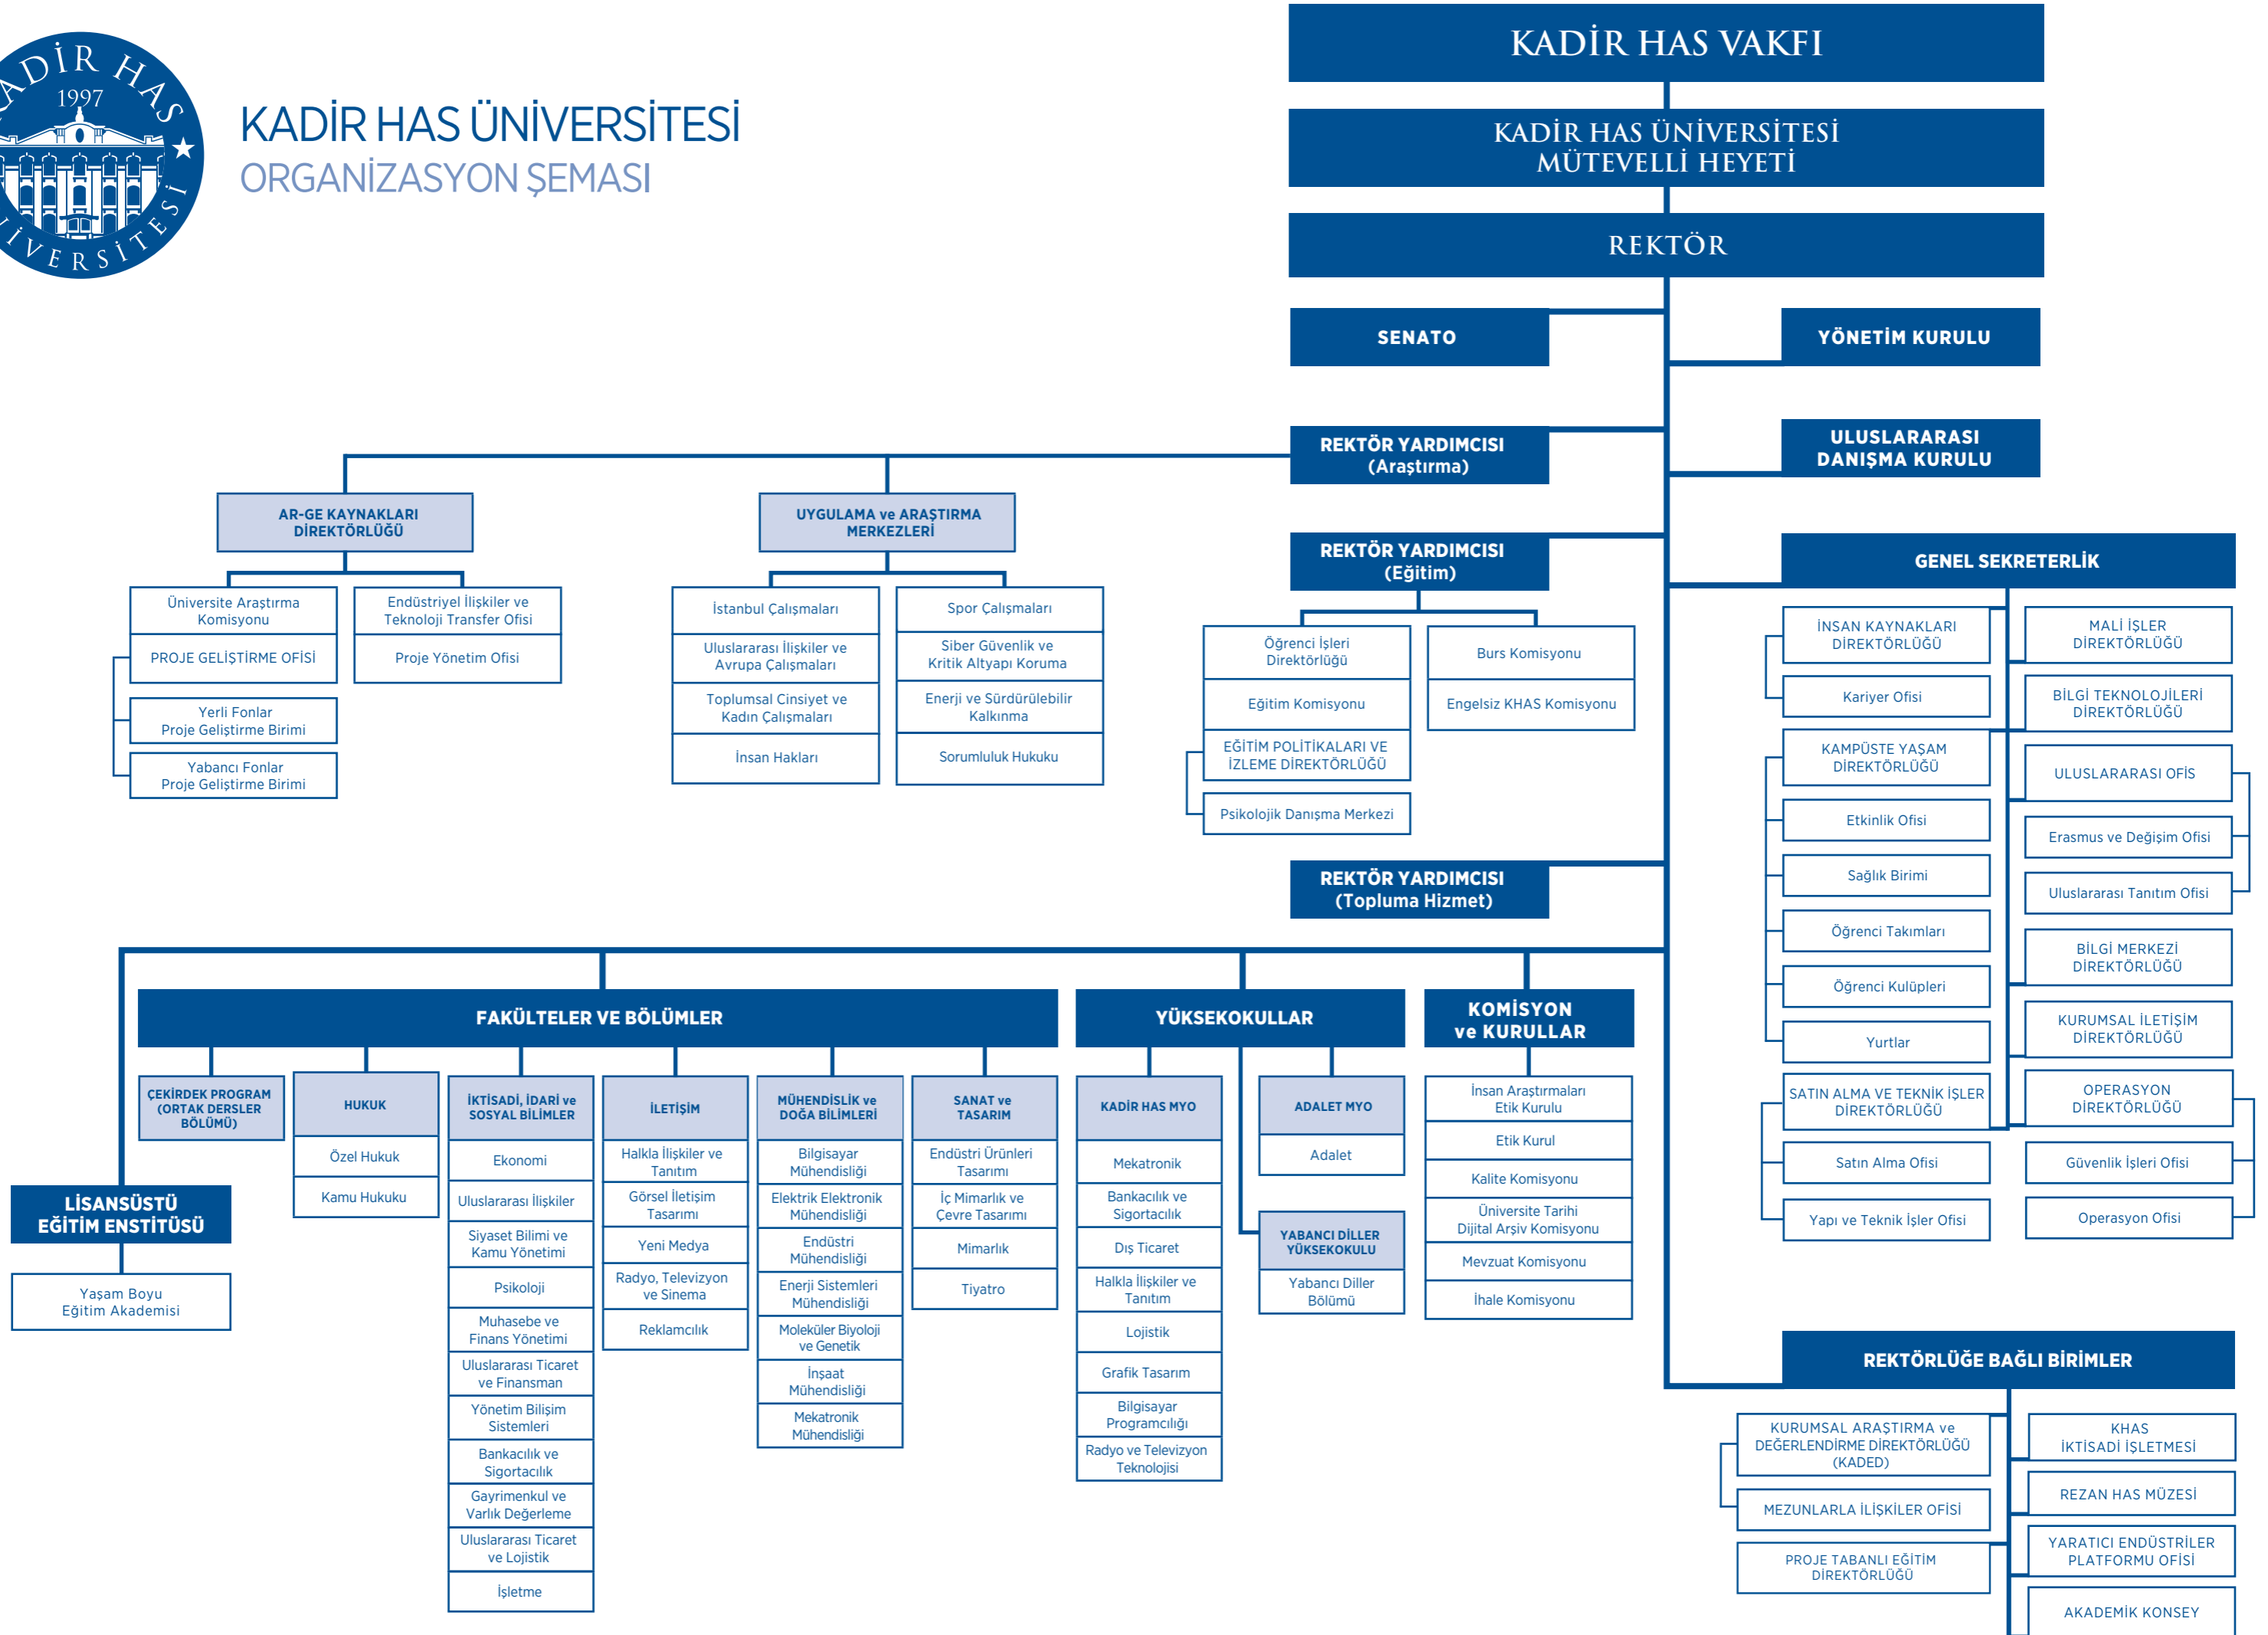 KADİR HAS
1997
KADİR HAS ÜNİVERSİTESİ
ORGANİZASYON ŞEMASI
KADİR HAS VAKFI
KADİR HAS ÜNİVERSİTESİ
MÜTEVELLİ HEYETİ
REKTÖR
SENATO
YÖNETİM KURULU
REKTÖR YARDIMCISI
(Araştırma)
ULUSLARARASI
DANIŞMA KURULU
AR-GE KAYNAKLARI
DİREKTÖRLÜĞÜ
Üniversite Araştırma
Komisyonu
PROJE GELİŞTİRME OFİSİ
Yerli Fonlar
Proje Geliştirme Birimi
Yabancı Fonlar
Proje Geliştirme Birimi
Endüstriyel İlişkiler ve
Teknoloji Transfer Ofisi
Proje Yönetim Ofisi
UYGULAMA ve ARAŞTIRMA
MERKEZLERİ
İstanbul Çalışmaları
Uluslararası İlişkiler ve
Avrupa Çalışmaları
Toplumsal Cinsiyet ve
Kadın Çalışmaları
İnsan Hakları
Spor Çalışmaları
Siber Güvenlik ve
Kritik Altyapı Koruma
Enerji ve Sürdürülebilir
Kalkınma
Sorumluluk Hukuku
REKTÖR YARDIMCISI
(Eğitim)
Öğrenci İşleri
Direktörlüğü
Eğitim Komisyonu
EĞİTİM POLİTİKALARI VE
İZLEME DİREKTÖRLÜĞÜ
Psikolojik Danışma Merkezi
Burs Komisyonu
Engelsiz KHAS Komisyonu
REKTÖR YARDIMCISI
(Topluma Hizmet)
GENEL SEKRETERLİK
İNSAN KAYNAKLARI
DİREKTÖRLÜĞÜ
Kariyer Ofisi
KAMPÜSTE YAŞAM
DİREKTÖRLÜĞÜ
Etkinlik Ofisi
Sağlık Birimi
Öğrenci Takımları
Öğrenci Kulüpleri
Yurtlar
SATIN ALMA VE TEKNİK İŞLER
DİREKTÖRLÜĞÜ
Satın Alma Ofisi
Yapı ve Teknik İşler Ofisi
MALİ İŞLER
DİREKTÖRLÜĞÜ
BİLGİ TEKNOLOJİLERİ
DİREKTÖRLÜĞÜ
ULUSLARARASI OFİS
Erasmus ve Değişim Ofisi
Uluslararası Tanıtım Ofisi
BİLGİ MERKEZİ
DİREKTÖRLÜĞÜ
KURUMSAL İLETİŞİM
DİREKTÖRLÜĞÜ
OPERASYON
DİREKTÖRLÜĞÜ
Güvenlik İşleri Ofisi
Operasyon Ofisi
LİSANSÜSTÜ
EĞİTİM ENSTİTÜSÜ
Yaşam Boyu
Eğitim Akademisi
FAKÜLTELER VE BÖLÜMLER
ÇEKİRDEK PROGRAM
(ORTAK DERSLER
BÖLÜMÜ)
HUKUK
Özel Hukuk
Kamu Hukuku
İKTİSADİ, İDARİ ve
SOSYAL BİLİMLER
Ekonomi
Uluslararası İlişkiler
Siyaset Bilimi ve
Kamu Yönetimi
Psikoloji
Muhasebe ve
Finans Yönetimi
Uluslararası Ticaret
ve Finansman
Yönetim Bilişim
Sistemleri
Bankacılık ve
Sigortacılık
Gayrimenkul ve
Varlık Değerleme
Uluslararası Ticaret
ve Lojistik
İşletme
İLETİŞİM
Halkla İlişkiler ve
Tanıtım
Görsel İletişim
Tasarımı
Yeni Medya
Radyo, Televizyon
ve Sinema
Reklamcılık
MÜHENDİSLİK ve
DOĞA BİLİMLERİ
Bilgisayar
Mühendisliği
Elektrik Elektronik
Mühendisliği
Endüstri
Mühendisliği
Enerji Sistemleri
Mühendisliği
Moleküler Biyoloji
ve Genetik
İnşaat
Mühendisliği
Mekatronik
Mühendisliği
SANAT ve
TASARIM
Endüstri Ürünleri
Tasarımı
İç Mimarlık ve
Çevre Tasarımı
Mimarlık
Tiyatro
YÜKSEKOKULLAR
KADİR HAS MYO
Mekatronik
Bankacılık ve
Sigortacılık
Dış Ticaret
Halkla İlişkiler ve
Tanıtım
Lojistik
Grafik Tasarım
Bilgisayar
Programcılığı
Radyo ve Televizyon
Teknolojisi
ADALET MYO
Adalet
YABANCI DİLLER
YÜKSEKOKULU
Yabancı Diller
Bölümü
KOMİSYON
ve KURULLAR
İnsan Araştırmaları
Etik Kurulu
Etik Kurul
Kalite Komisyonu
Üniversite Tarihi
Dijital Arşiv Komisyonu
Mevzuat Komisyonu
İhale Komisyonu
REKTÖRLÜĞE BAĞLI BİRİMLER
KURUMSAL ARAŞTIRMA ve
DEĞERLENDİRME DİREKTÖRLÜĞÜ
(KADED)
MEZUNLARLA İLİŞKİLER OFİSİ
PROJE TABANLI EĞİTİM
DİREKTÖRLÜĞÜ
KHAS
İKTİSADİ İŞLETMESİ
REZAN HAS MÜZESİ
YARATICI ENDÜSTRİLER
PLATFORMU OFİSİ
AKADEMİK KONSEY